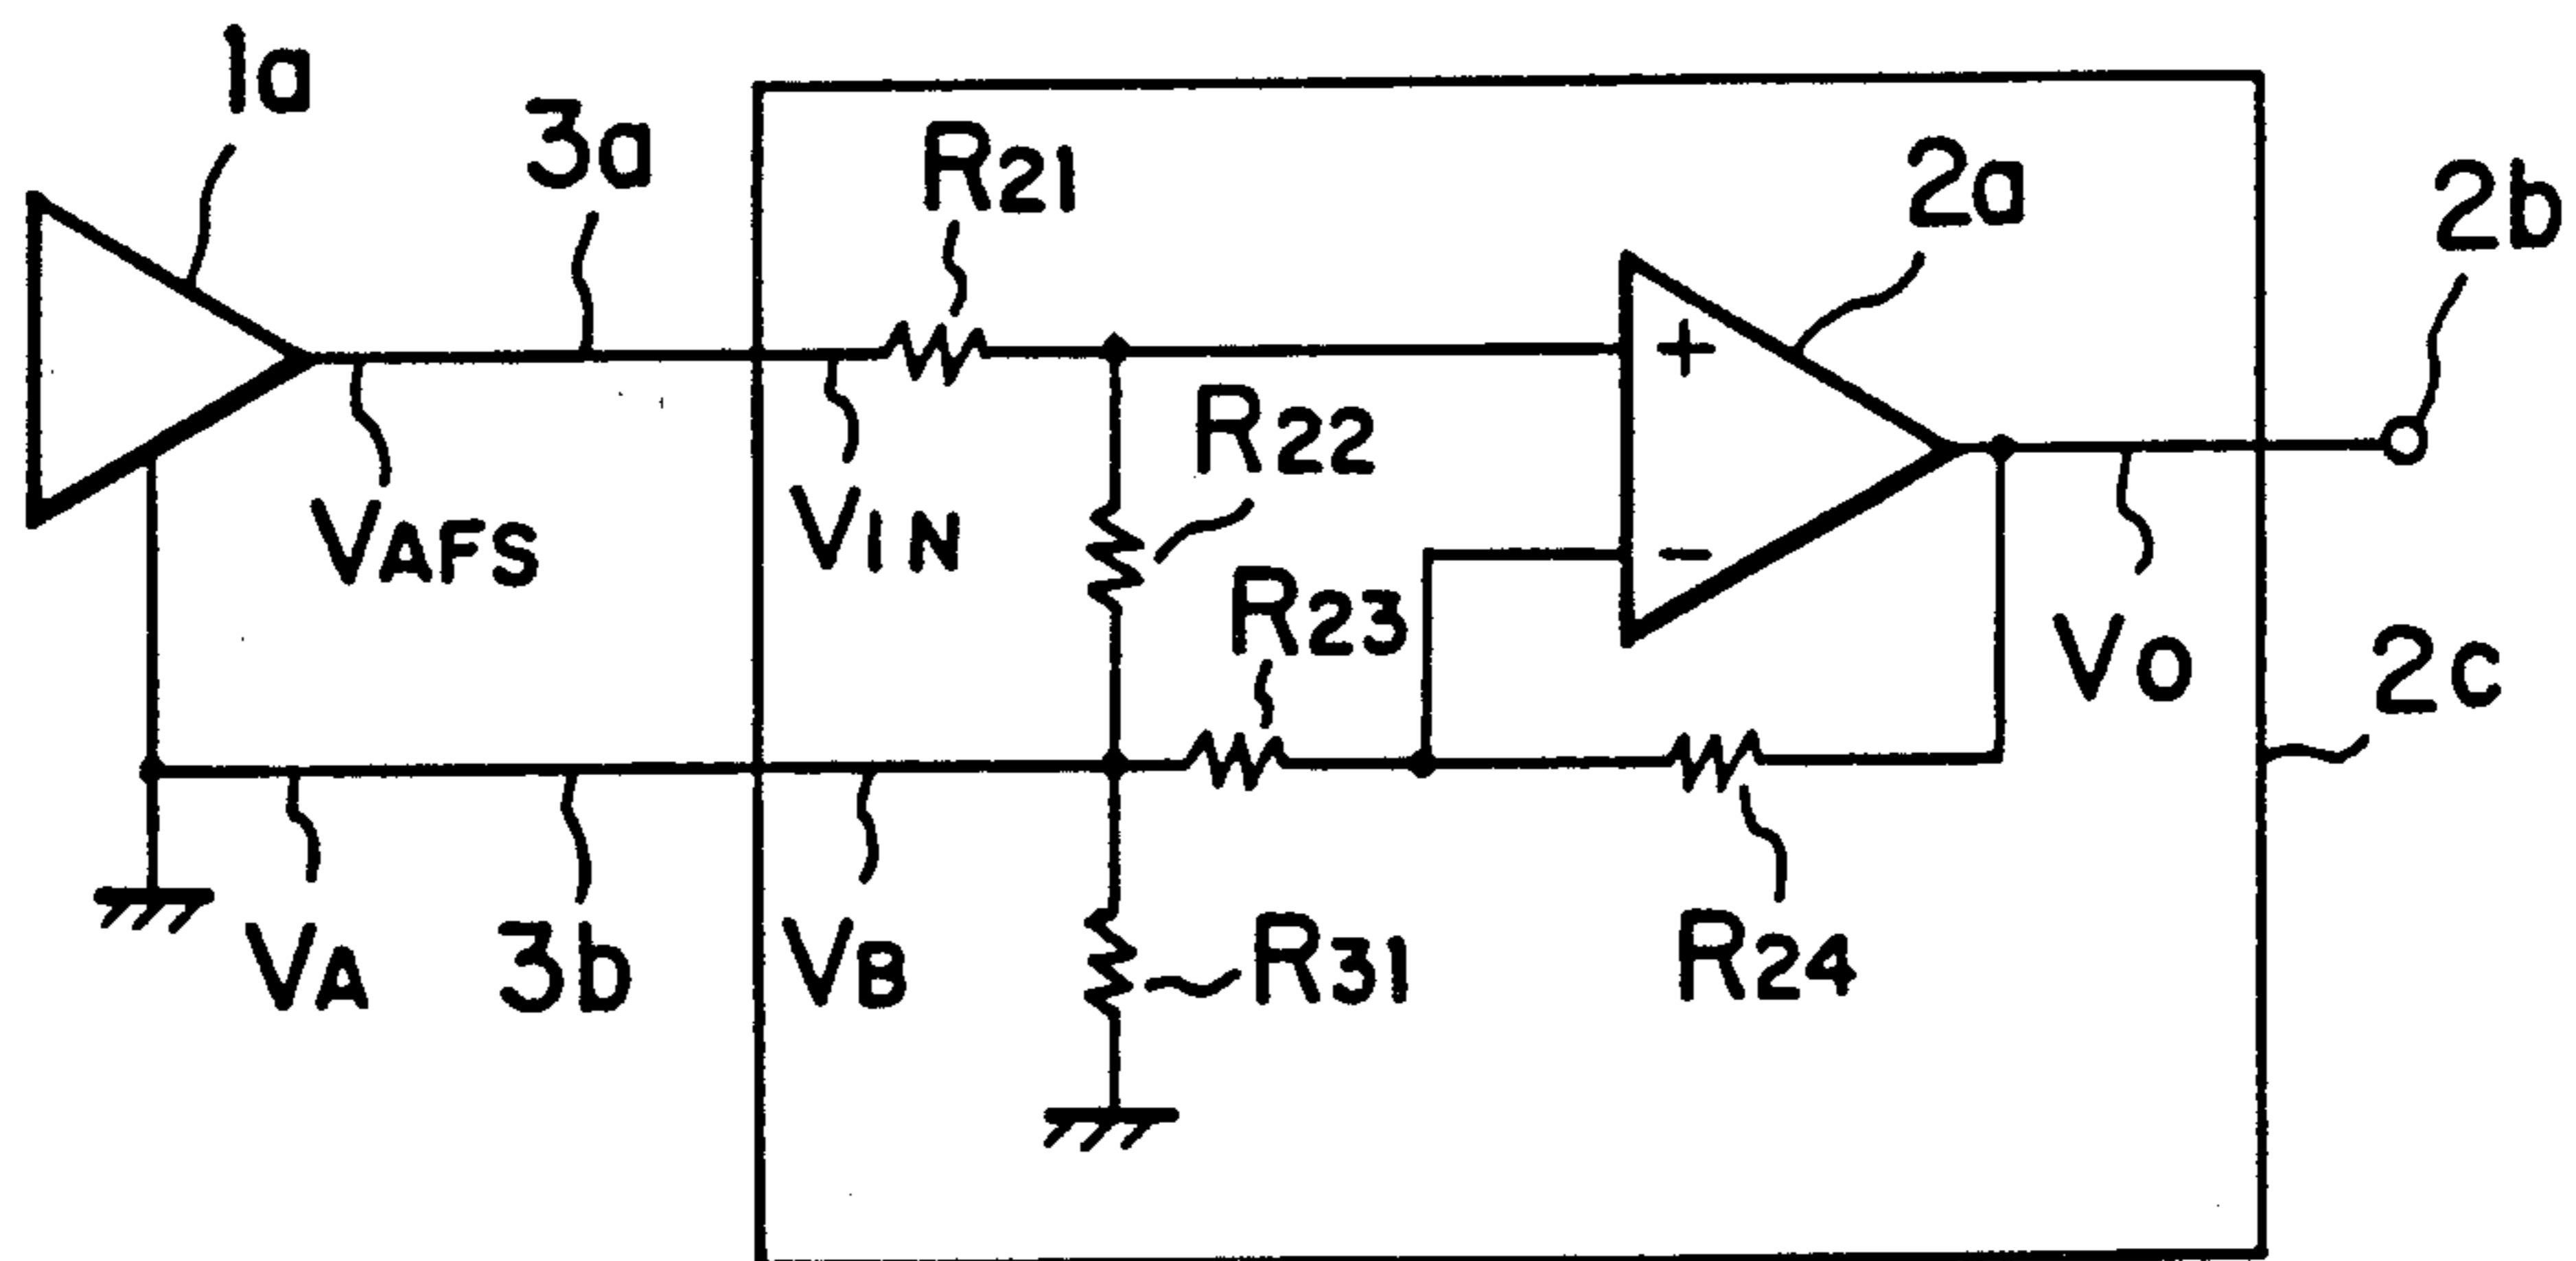 1a
3a
R21
2a
2b
+
R22
VAFS
VIN
−
R23
VO
2c
VA
3b
VB
R31
R24